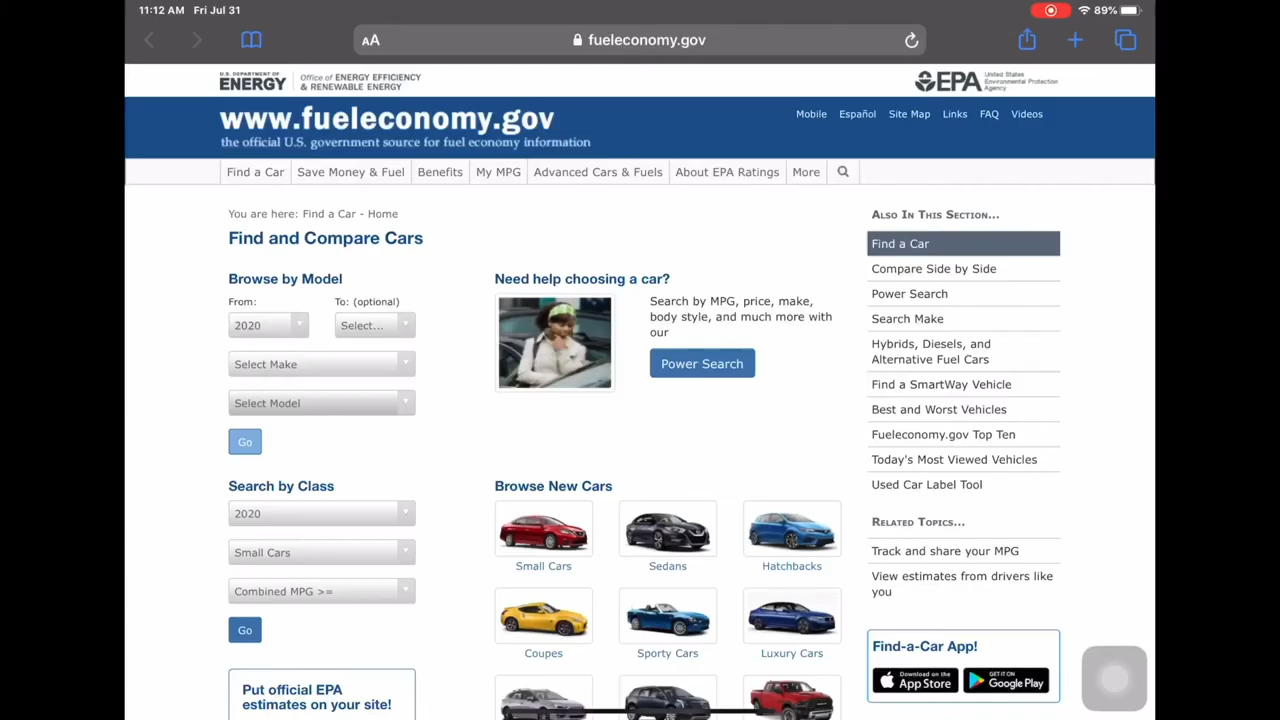 11:12 AM Fri Jul 31
89%
AA
fueleconomy.gov
U.S. DEPARTMENT OF
ENERGY
Office of ENERGY EFFICIENCY
& RENEWABLE ENERGY
EPA
United States
Environmental Protection
Agency
www.fueleconomy.gov
the official U.S. government source for fuel economy information
Mobile Español Site Map Links FAQ Videos
Find a Car Save Money & Fuel Benefits My MPG Advanced Cars & Fuels About EPA Ratings More
You are here: Find a Car - Home
Find and Compare Cars
Browse by Model
From: To: (optional)
2020 Select...
Select Make
Select Model
Go
Search by Class
2020
Small Cars
Combined MPG >=
Go
Put official EPA
estimates on your site!
Need help choosing a car?
Search by MPG, price, make,
body style, and much more with
our
Power Search
Browse New Cars
Small Cars Sedans Hatchbacks
Coupes Sporty Cars Luxury Cars
Also In This Section...
Find a Car
Compare Side by Side
Power Search
Search Make
Hybrids, Diesels, and
Alternative Fuel Cars
Find a SmartWay Vehicle
Best and Worst Vehicles
Fueleconomy.gov Top Ten
Today's Most Viewed Vehicles
Used Car Label Tool
Related Topics...
Track and share your MPG
View estimates from drivers like
you
Find-a-Car App!
Download on the
App Store
GET IT ON
Google Play